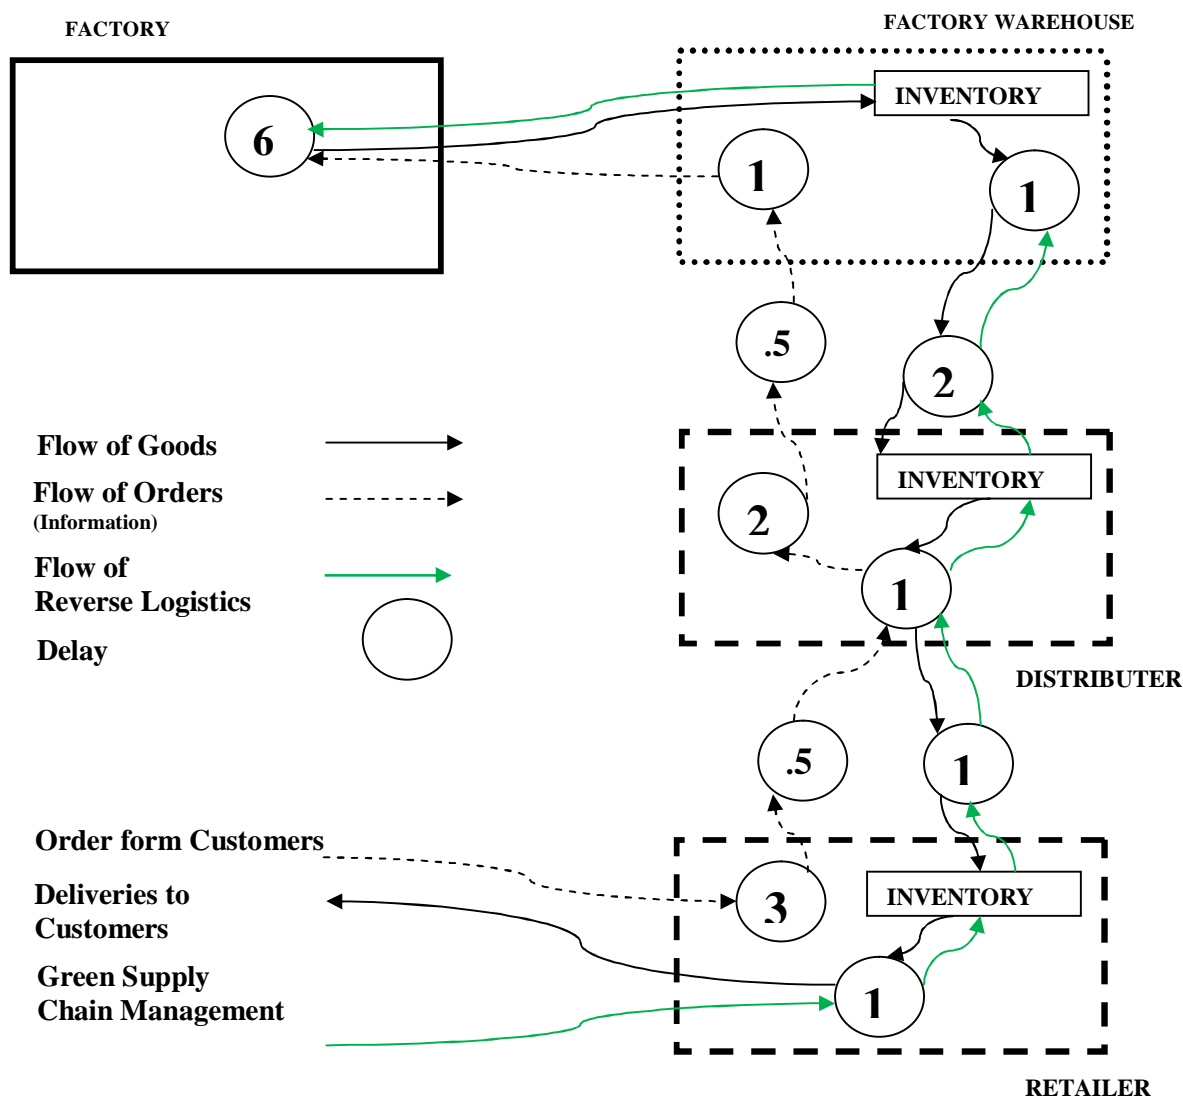 FACTORY
FACTORY WAREHOUSE
INVENTORY
6
1
1
.5
2
Flow of Goods
Flow of Orders
(Information)
Flow of
Reverse Logistics
Delay
INVENTORY
2
1
DISTRIBUTER
.5
1
Order form Customers
Deliveries to
Customers
Green Supply
Chain Management
INVENTORY
3
1
RETAILER